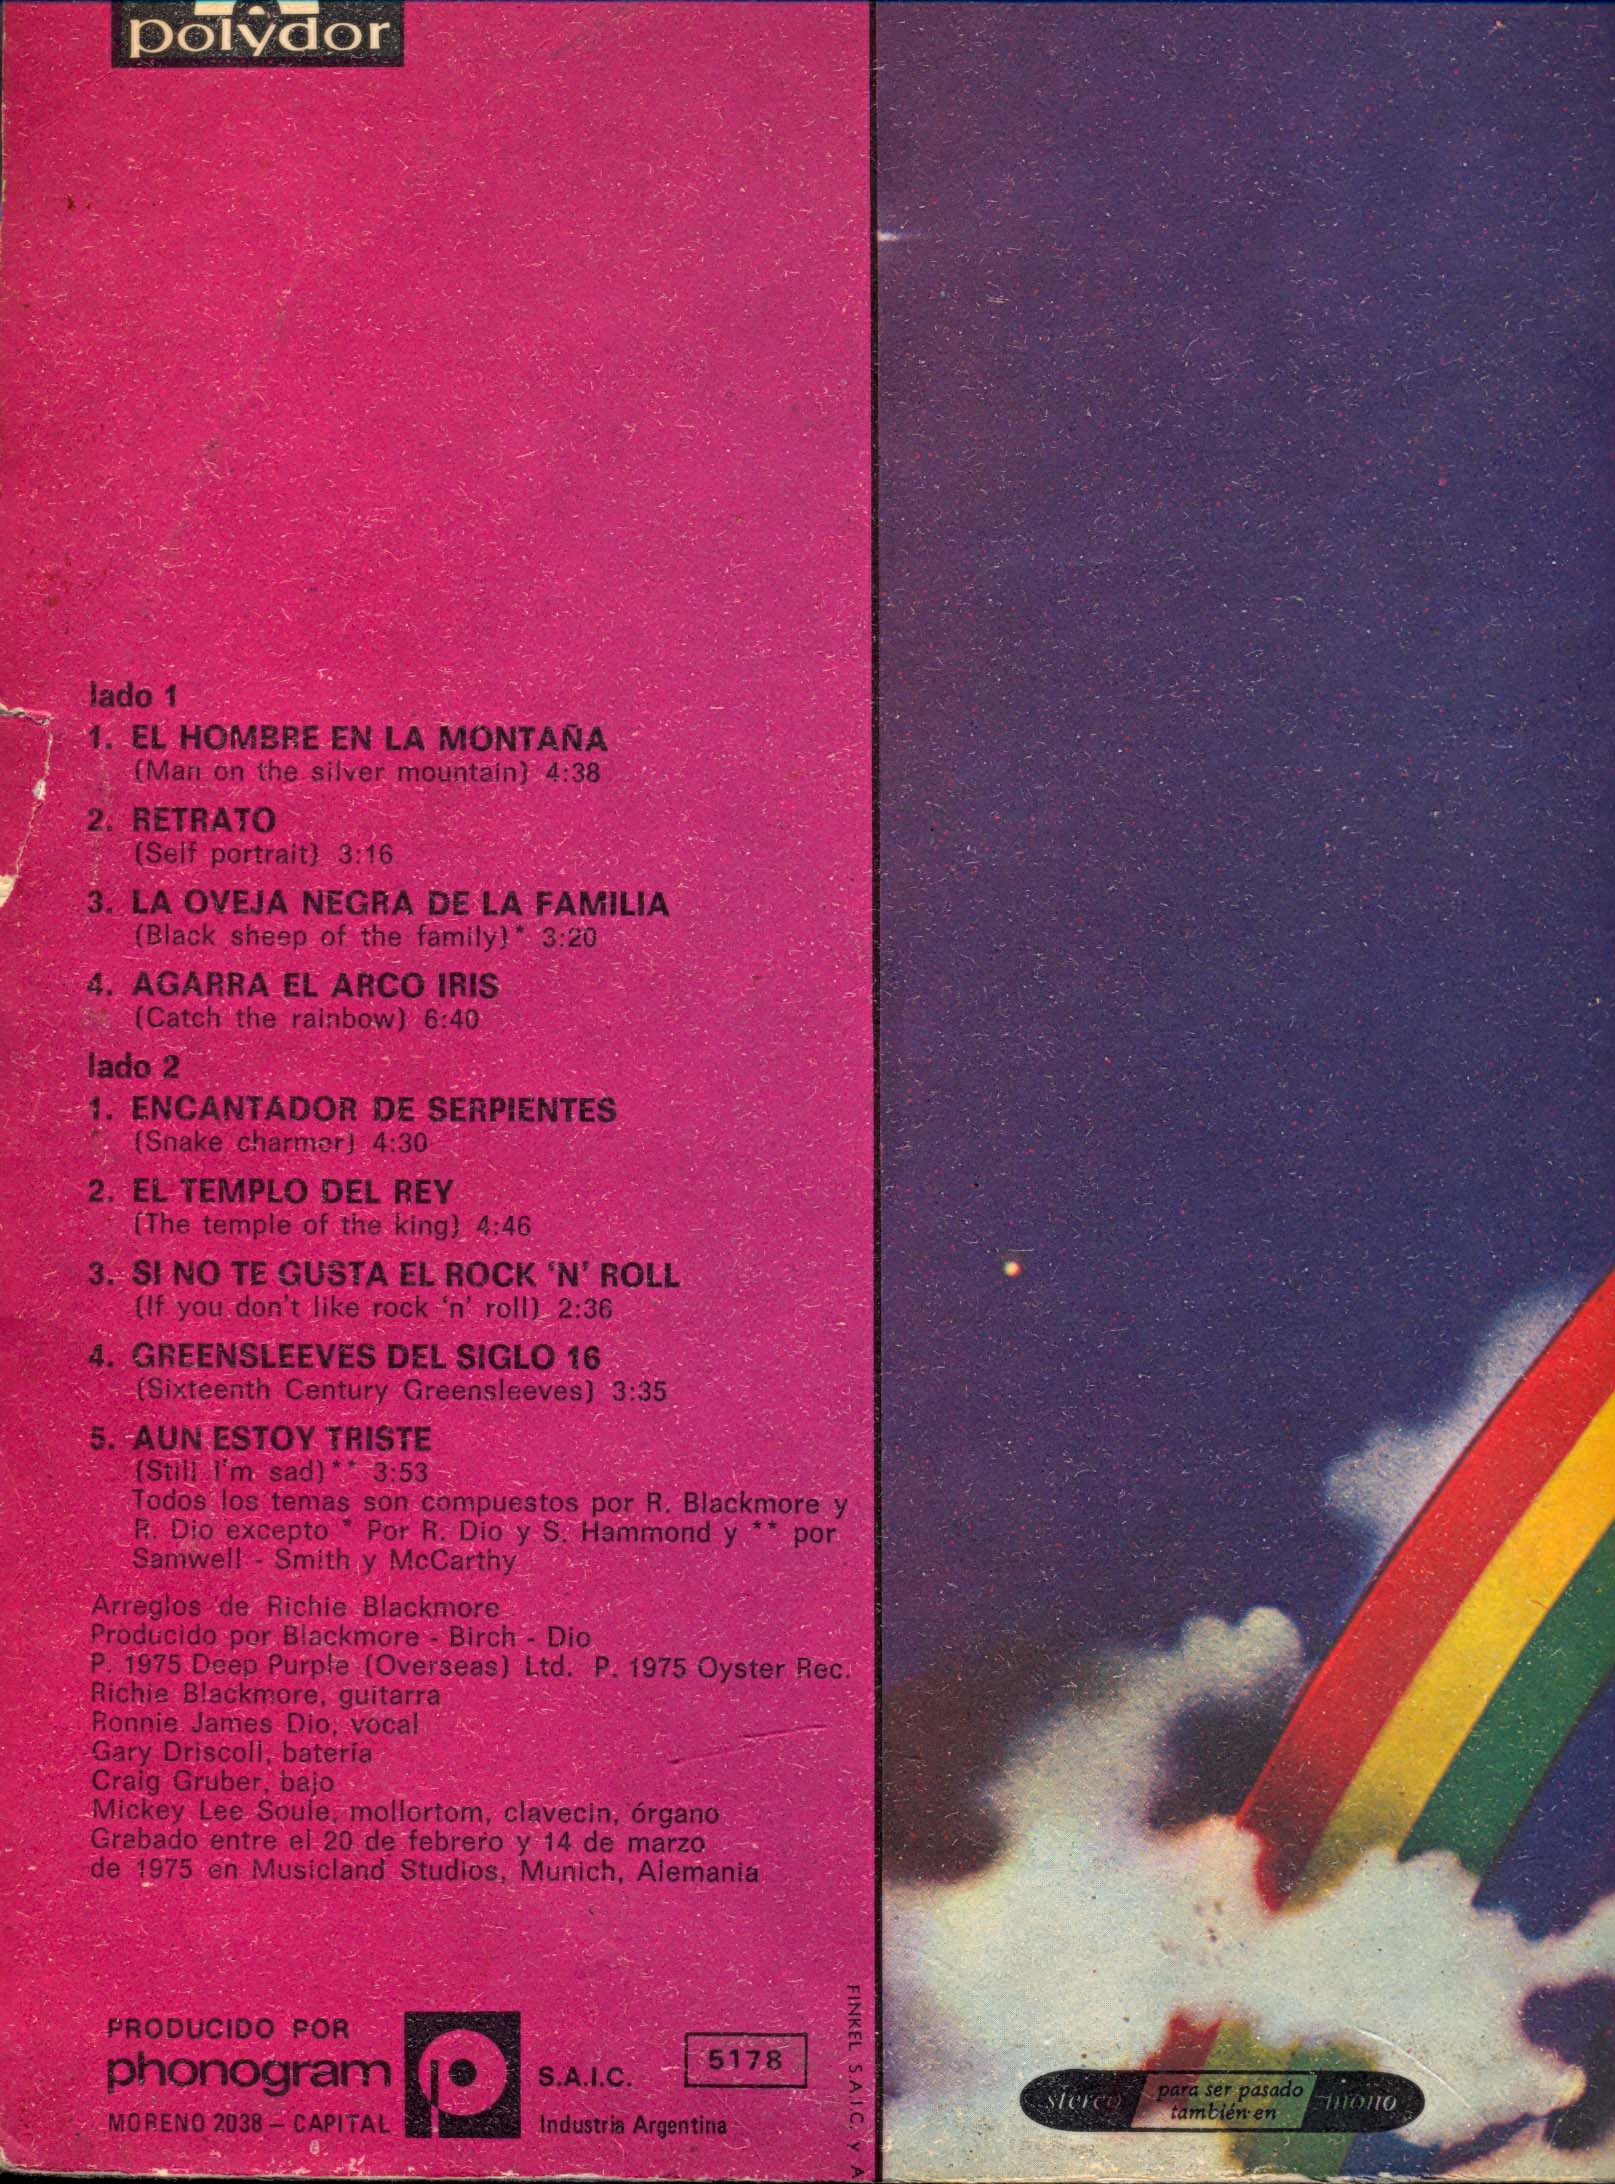 polydor
lado 1
1. EL HOMBRE EN LA MONTAÑA
(Man on the silver mountain) 4:38
2. RETRATO
(Self portrait) 3:16
3. LA OVEJA NEGRA DE LA FAMILIA
(Black sheep of the family)* 3:20
4. AGARRA EL ARCO IRIS
(Catch the rainbow) 6:40
lado 2
1. ENCANTADOR DE SERPIENTES
(Snake charmer) 4:30
2. EL TEMPLO DEL REY
(The temple of the king) 4:46
3. SI NO TE GUSTA EL ROCK ‘N’ ROLL
(If you don't like rock ‘n’ roll) 2:36
4. GREENSLEEVES DEL SIGLO 16
(Sixteenth Century Greensleeves) 3:35
5. AUN ESTOY TRISTE
(Still I'm sad)** 3:53
Todos los temas son compuestos por R. Blackmore y
R. Dio excepto * Por R. Dio y S. Hammond y ** por
Samwell - Smith y McCarthy
Arreglos de Richie Blackmore
Producido por Blackmore - Birch - Dio
P. 1975 Deep Purple (Overseas) Ltd. P. 1975 Oyster Rec.
Richie Blackmore, guitarra
Ronnie James Dio, vocal
Gary Driscoll, batería
Craig Gruber, bajo
Mickey Lee Soule, mollortom, clavecin, órgano
Grabado entre el 20 de febrero y 14 de marzo
de 1975 en Musicland Studios, Munich, Alemania
PRODUCIDO POR
phonogram
S.A.I.C.
5178
MORENO 2038 – CAPITAL
Industria Argentina
FINKEL S.A.I.C. y A
stereo
para ser pasado
también en
mono